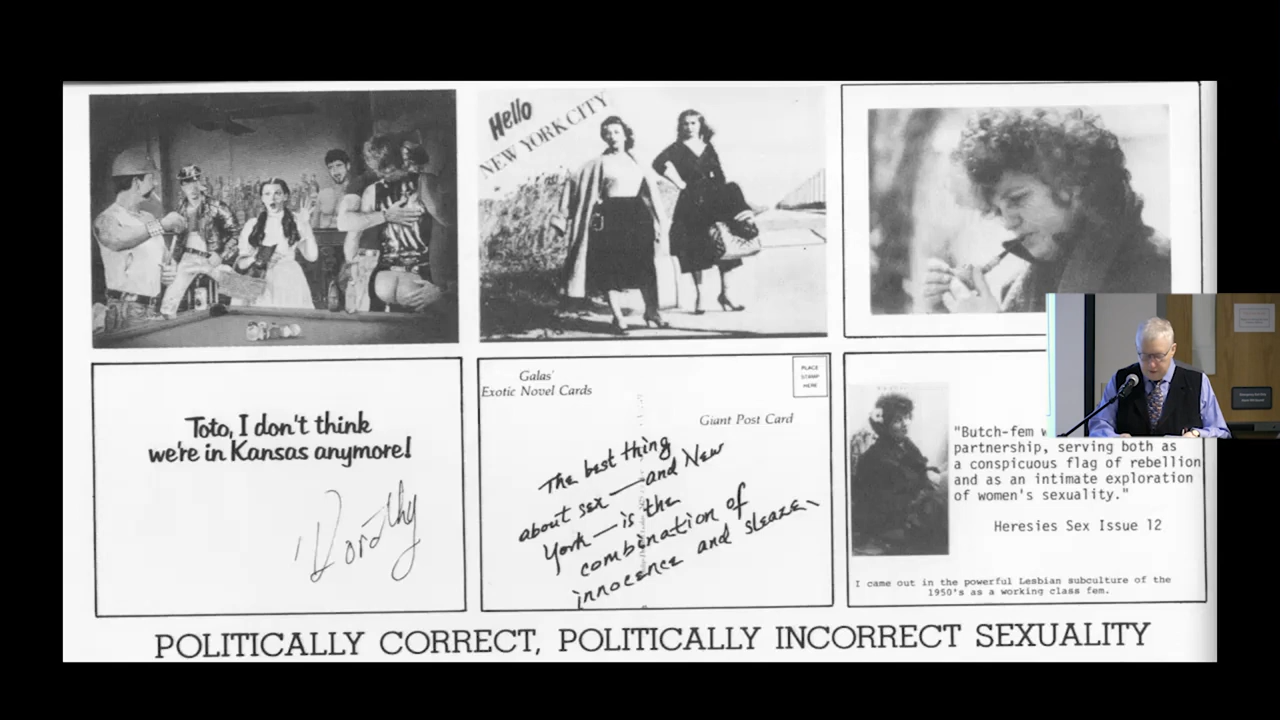 Hello
NEW YORK CITY
Toto, I don't think
we're in Kansas anymore!
Dorothy
Galas'
Exotic Novel Cards
PLACE
STAMP
HERE
Giant Post Card
The best thing
about sex — and New
York — is the
combination of
innocence and sleaze
"Butch-fem
partnership, serving both as
a conspicuous flag of rebellion
and as an intimate exploration
of women's sexuality."
Heresies Sex Issue 12
I came out in the powerful Lesbian subculture of the
1950's as a working class fem.
POLITICALLY CORRECT, POLITICALLY INCORRECT SEXUALITY